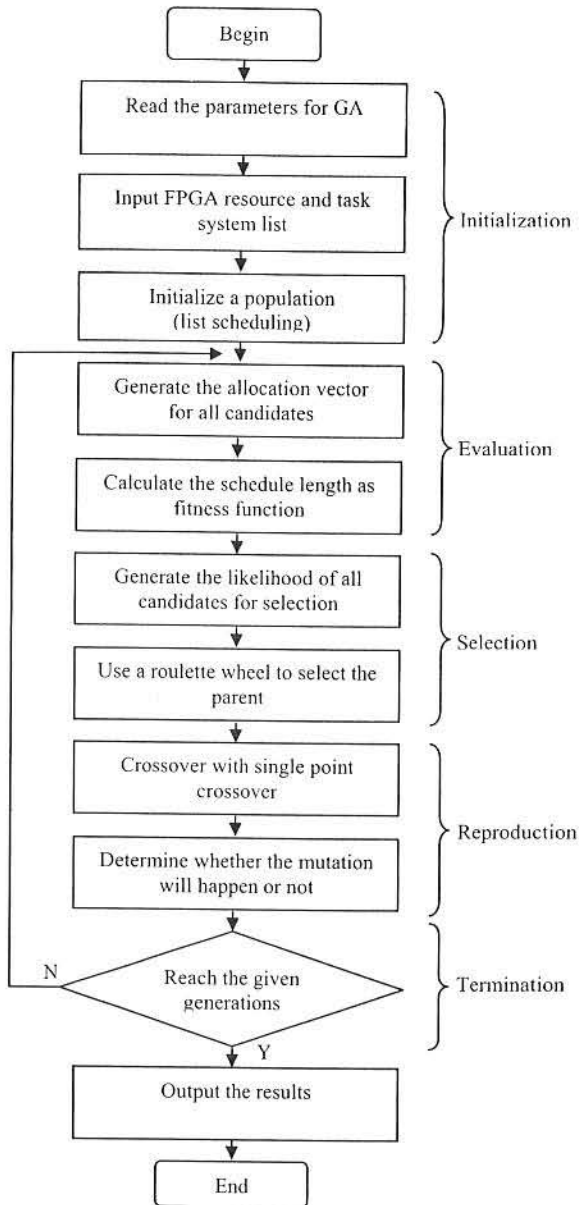 Begin
Read the parameters for GA
Input FPGA resource and task
system list
Initialize a population
(list scheduling)
Initialization
Generate the allocation vector
for all candidates
Calculate the schedule length as
fitness function
Evaluation
Generate the likelihood of all
candidates for selection
Use a roulette wheel to select the
parent
Selection
Crossover with single point
crossover
Determine whether the mutation
will happen or not
Reproduction
Reach the given
generations
N
Y
Termination
Output the results
End